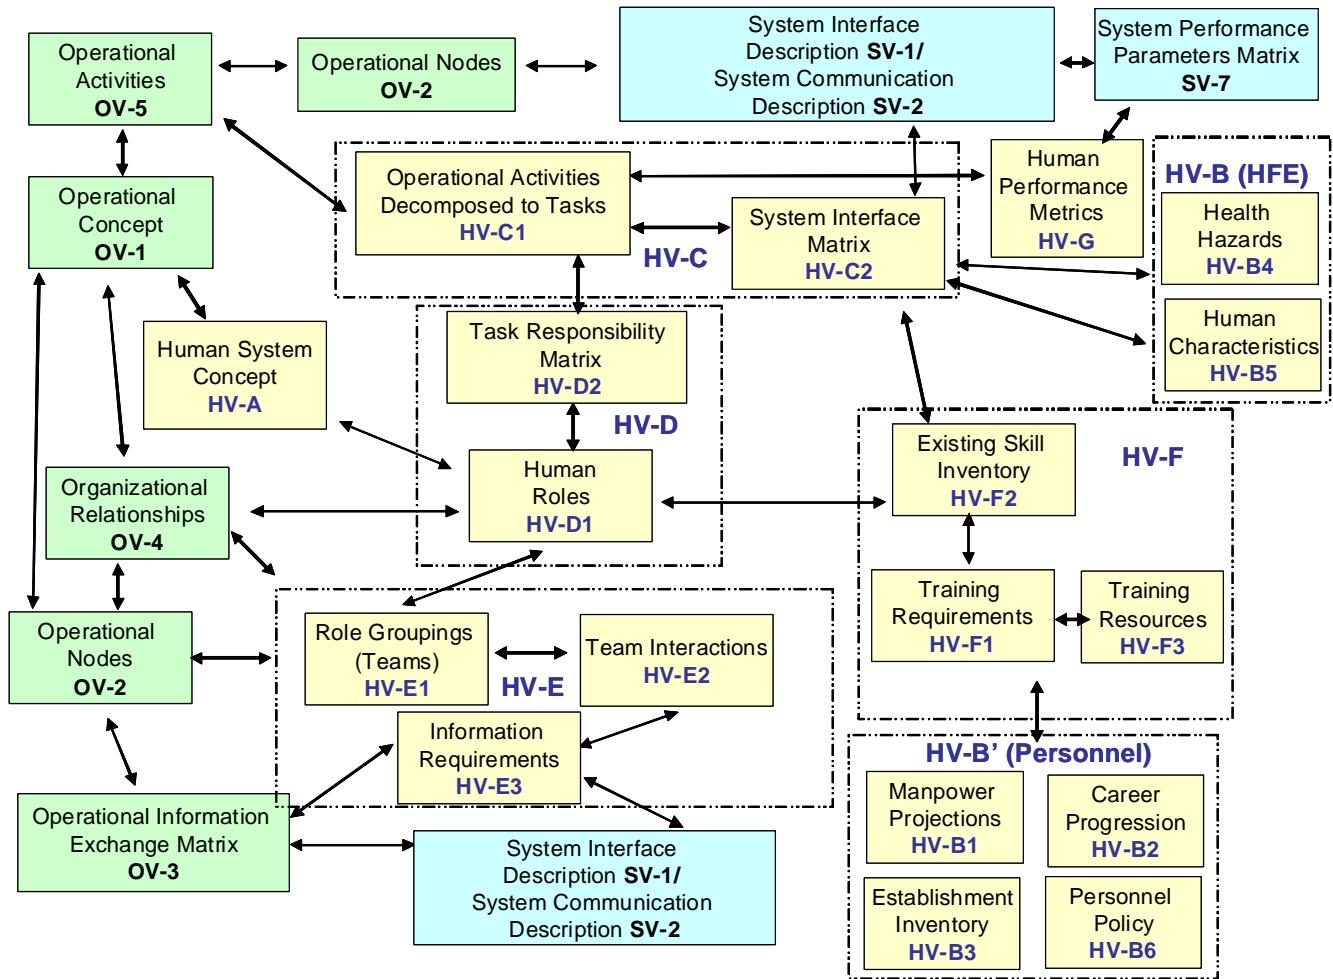 Operational
Activities
OV-5
Operational Nodes
OV-2
System Interface
Description SV-1/
System Communication
Description SV-2
System Performance
Parameters Matrix
SV-7
Operational
Concept
OV-1
Operational Activities
Decomposed to Tasks
HV-C1
HV-C
System Interface
Matrix
HV-C2
Human
Performance
Metrics
HV-G
HV-B (HFE)
Health
Hazards
HV-B4
Human
Characteristics
HV-B5
Human System
Concept
HV-A
Task Responsibility
Matrix
HV-D2
HV-D
Human
Roles
HV-D1
Existing Skill
Inventory
HV-F2
HV-F
Organizational
Relationships
OV-4
Training
Requirements
HV-F1
Training
Resources
HV-F3
Operational
Nodes
OV-2
Role Groupings
(Teams)
HV-E1
HV-E
Team Interactions
HV-E2
Information
Requirements
HV-E3
HV-B’ (Personnel)
Manpower
Projections
HV-B1
Career
Progression
HV-B2
Establishment
Inventory
HV-B3
Personnel
Policy
HV-B6
Operational Information
Exchange Matrix
OV-3
System Interface
Description SV-1/
System Communication
Description SV-2